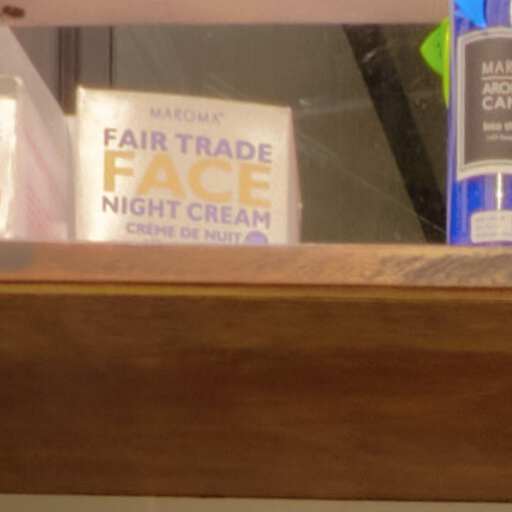 MAROMA
FAIR TRADE
FACE
NIGHT CREAM
CRÈME DE NUIT
MAR
ARO
CAN